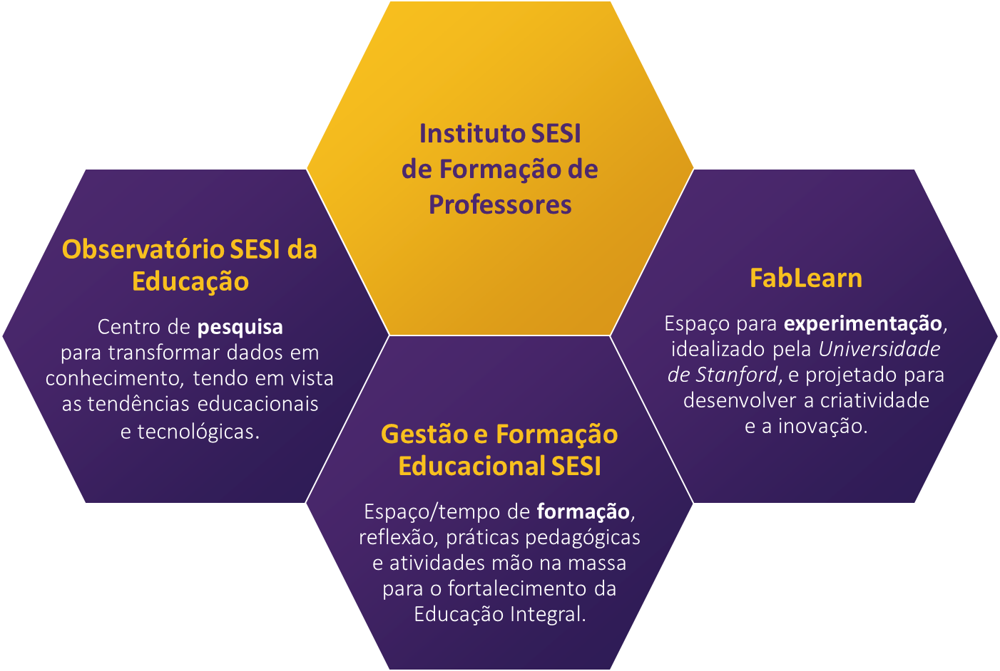 Instituto SESI
de Formação de
Professores
Observatório SESI da
Educação
Centro de pesquisa
para transformar dados em
conhecimento, tendo em vista
as tendências educacionais
e tecnológicas.
Gestão e Formação
Educacional SESI
Espaço/tempo de formação,
reflexão, práticas pedagógicas
e atividades mão na massa
para o fortalecimento da
Educação Integral.
FabLearn
Espaço para experimentação,
idealizado pela Universidade
de Stanford, e projetado para
desenvolver a criatividade
e a inovação.